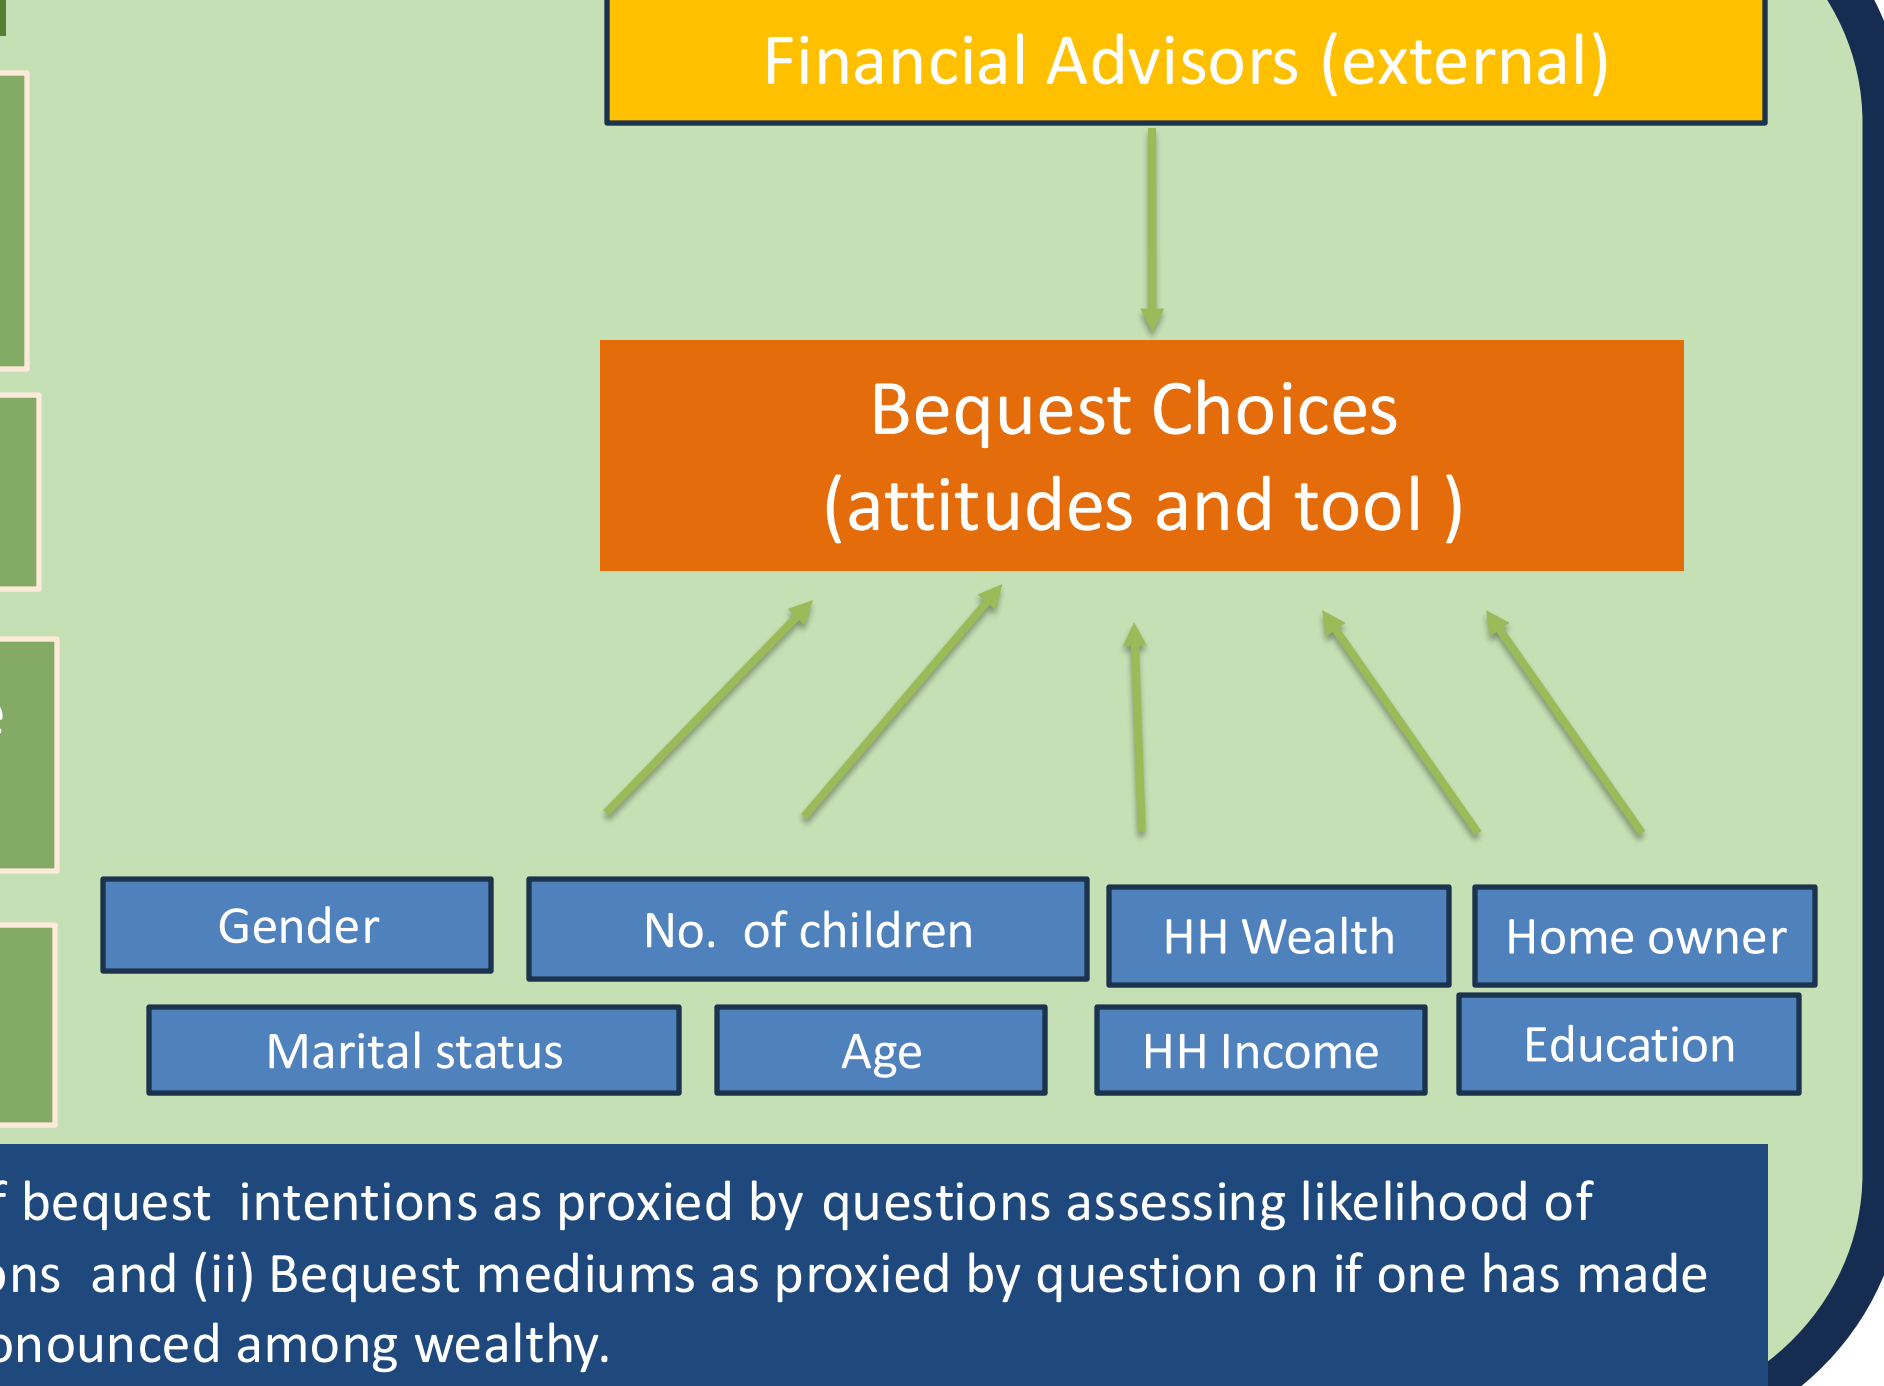 Financial Advisors (external)
Bequest Choices
(attitudes and tool )
Gender
No. of children
HH Wealth
Home owner
Marital status
Age
HH Income
Education
bequest intentions as proxied by questions assessing likelihood of
and (ii) Bequest mediums as proxied by question on if one has made
among wealthy.